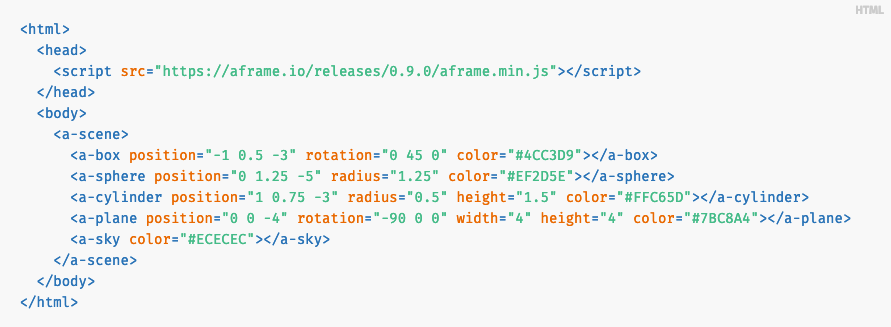 HTML
<html>
<head>
<script src="https://aframe.io/releases/0.9.0/aframe.min.js"></script>
</head>
<body>
<a-scene>
<a-box position="-1 0.5 -3" rotation="0 45 0" color="#4CC3D9"></a-box>
<a-sphere position="0 1.25 -5" radius="1.25" color="#EF2D5E"></a-sphere>
<a-cylinder position="1 0.75 -3" radius="0.5" height="1.5" color="#FFC65D"></a-cylinder>
<a-plane position="0 0 -4" rotation="-90 0 0" width="4" height="4" color="#7BC8A4"></a-plane>
<a-sky color="#ECECEC"></a-sky>
</a-scene>
</body>
</html>